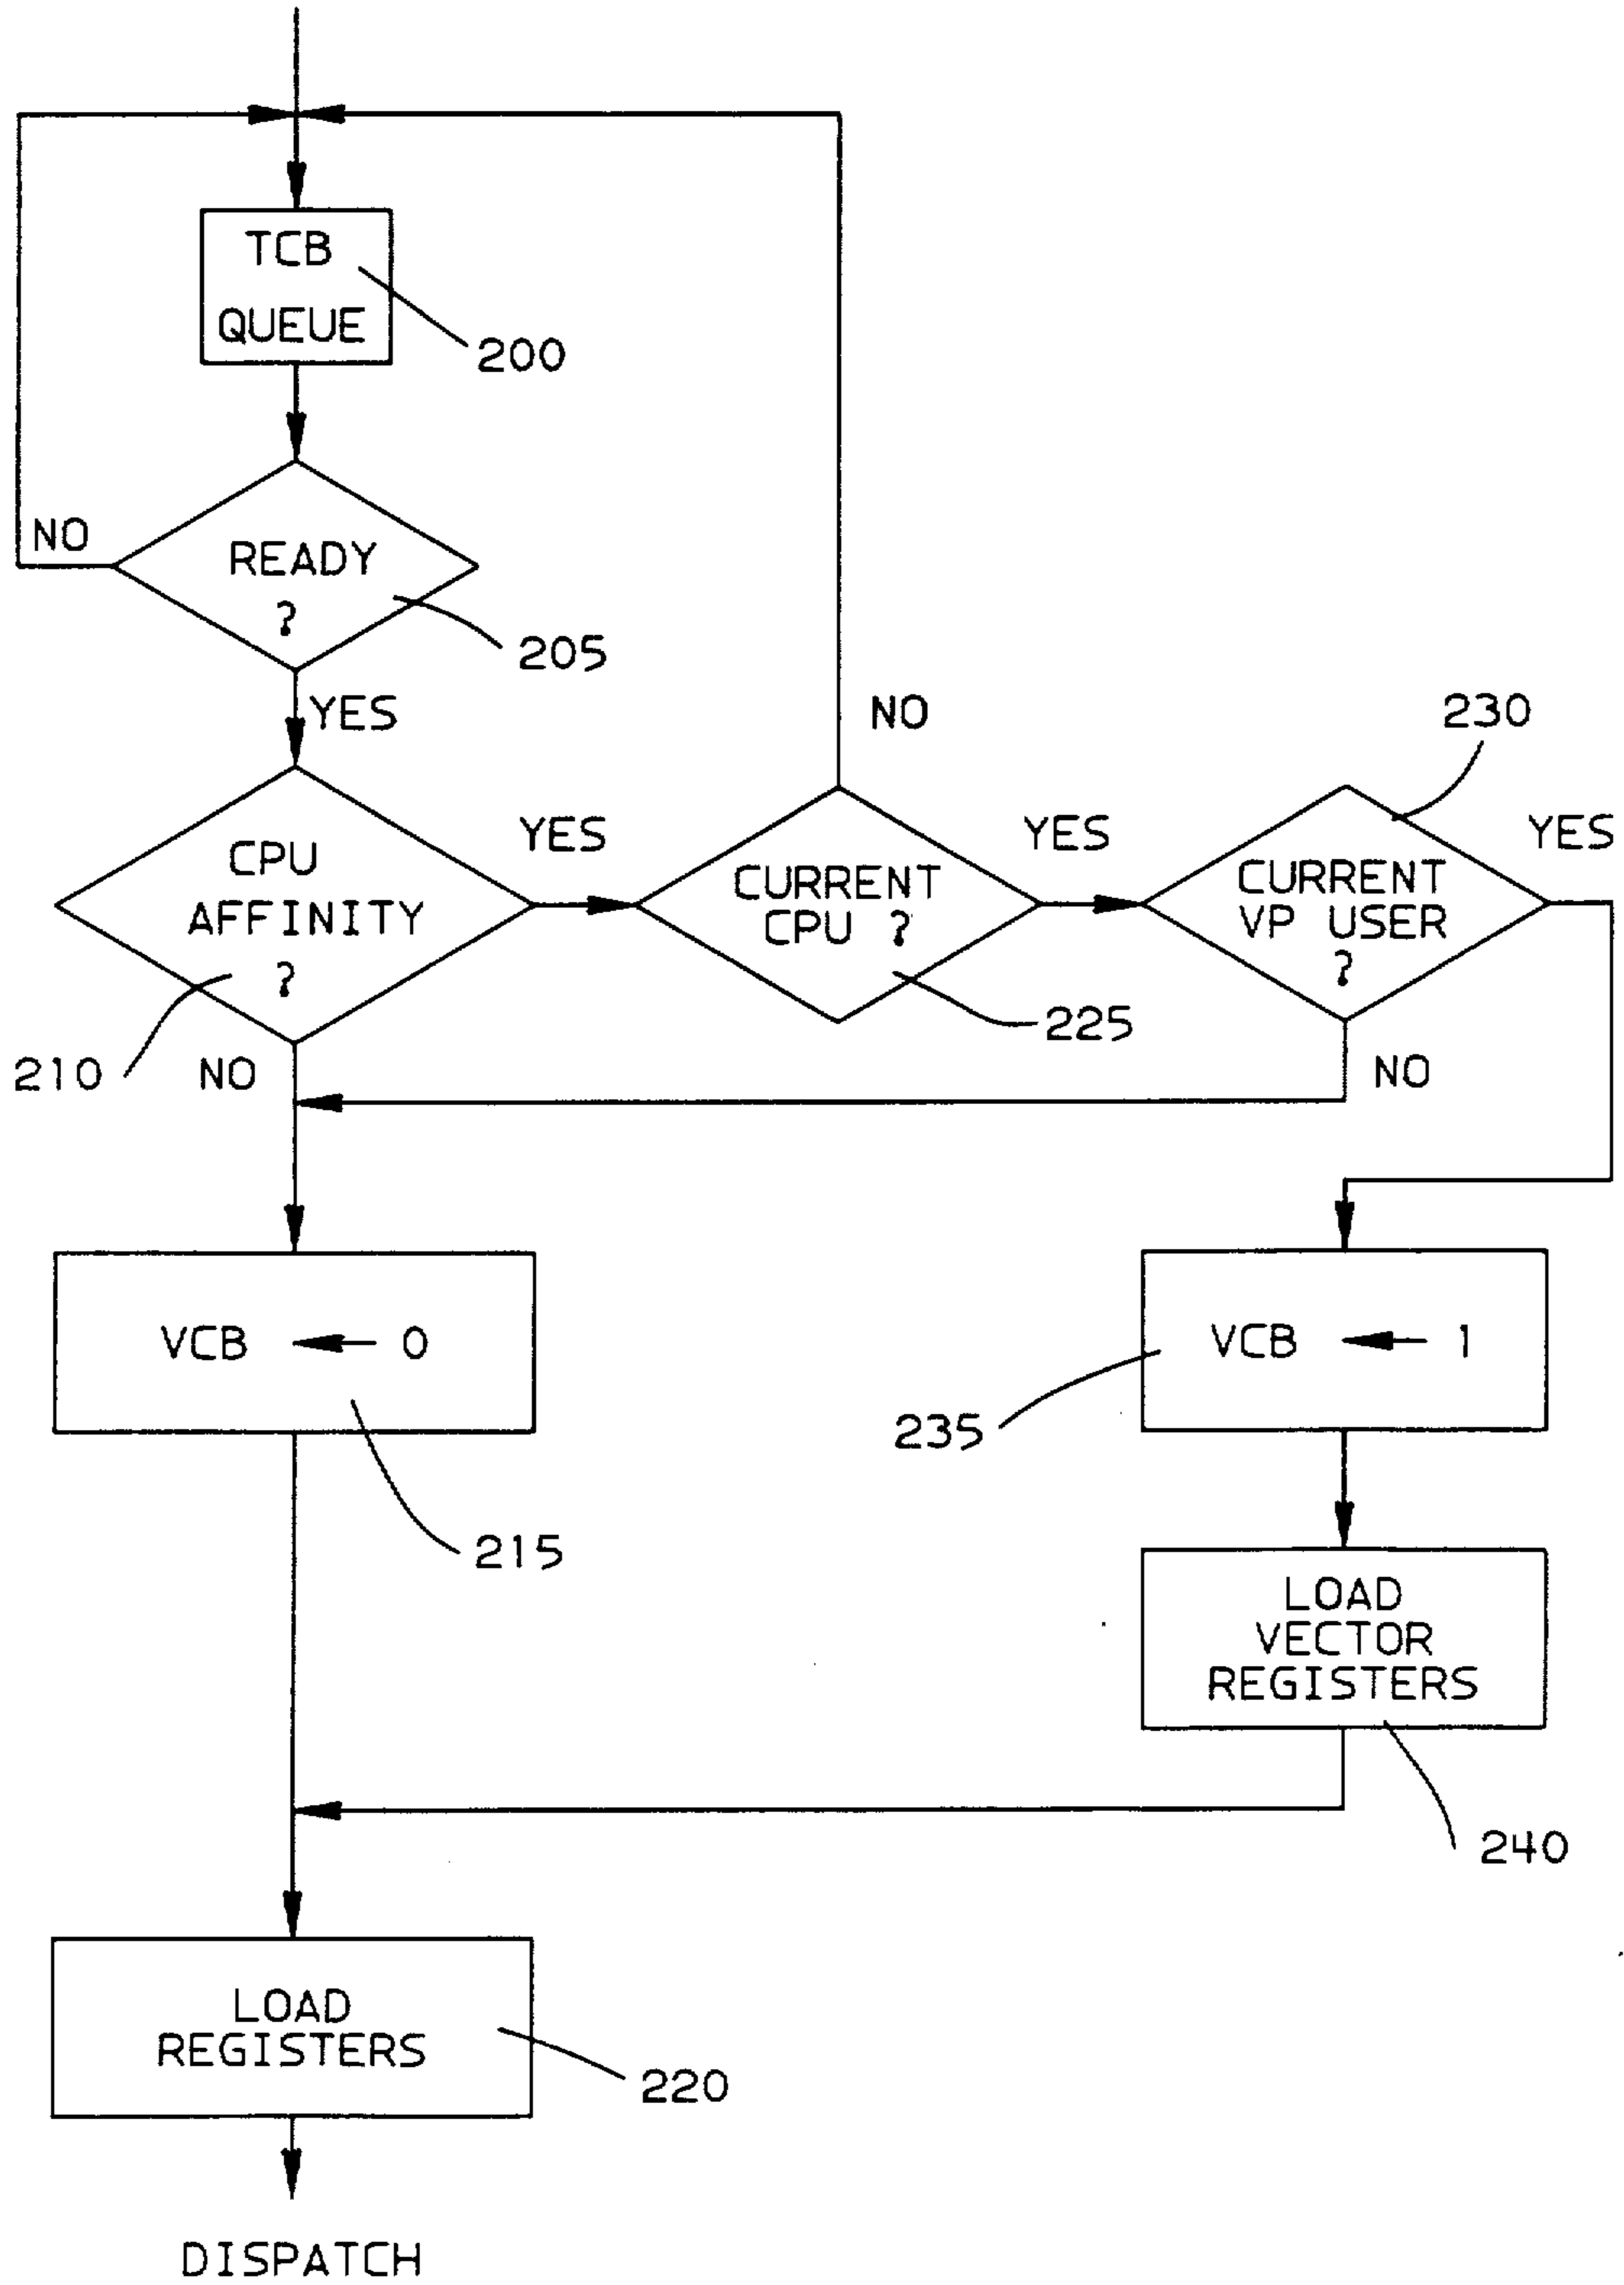 TCB
QUEUE
200
NO
READY
?
205
YES
NO
230
CPU
AFFINITY
?
210
YES
CURRENT
CPU ?
225
YES
CURRENT
VP USER
?
YES
NO
NO
VCB ← 0
215
VCB ← 1
235
LOAD
VECTOR
REGISTERS
240
LOAD
REGISTERS
220
DISPATCH